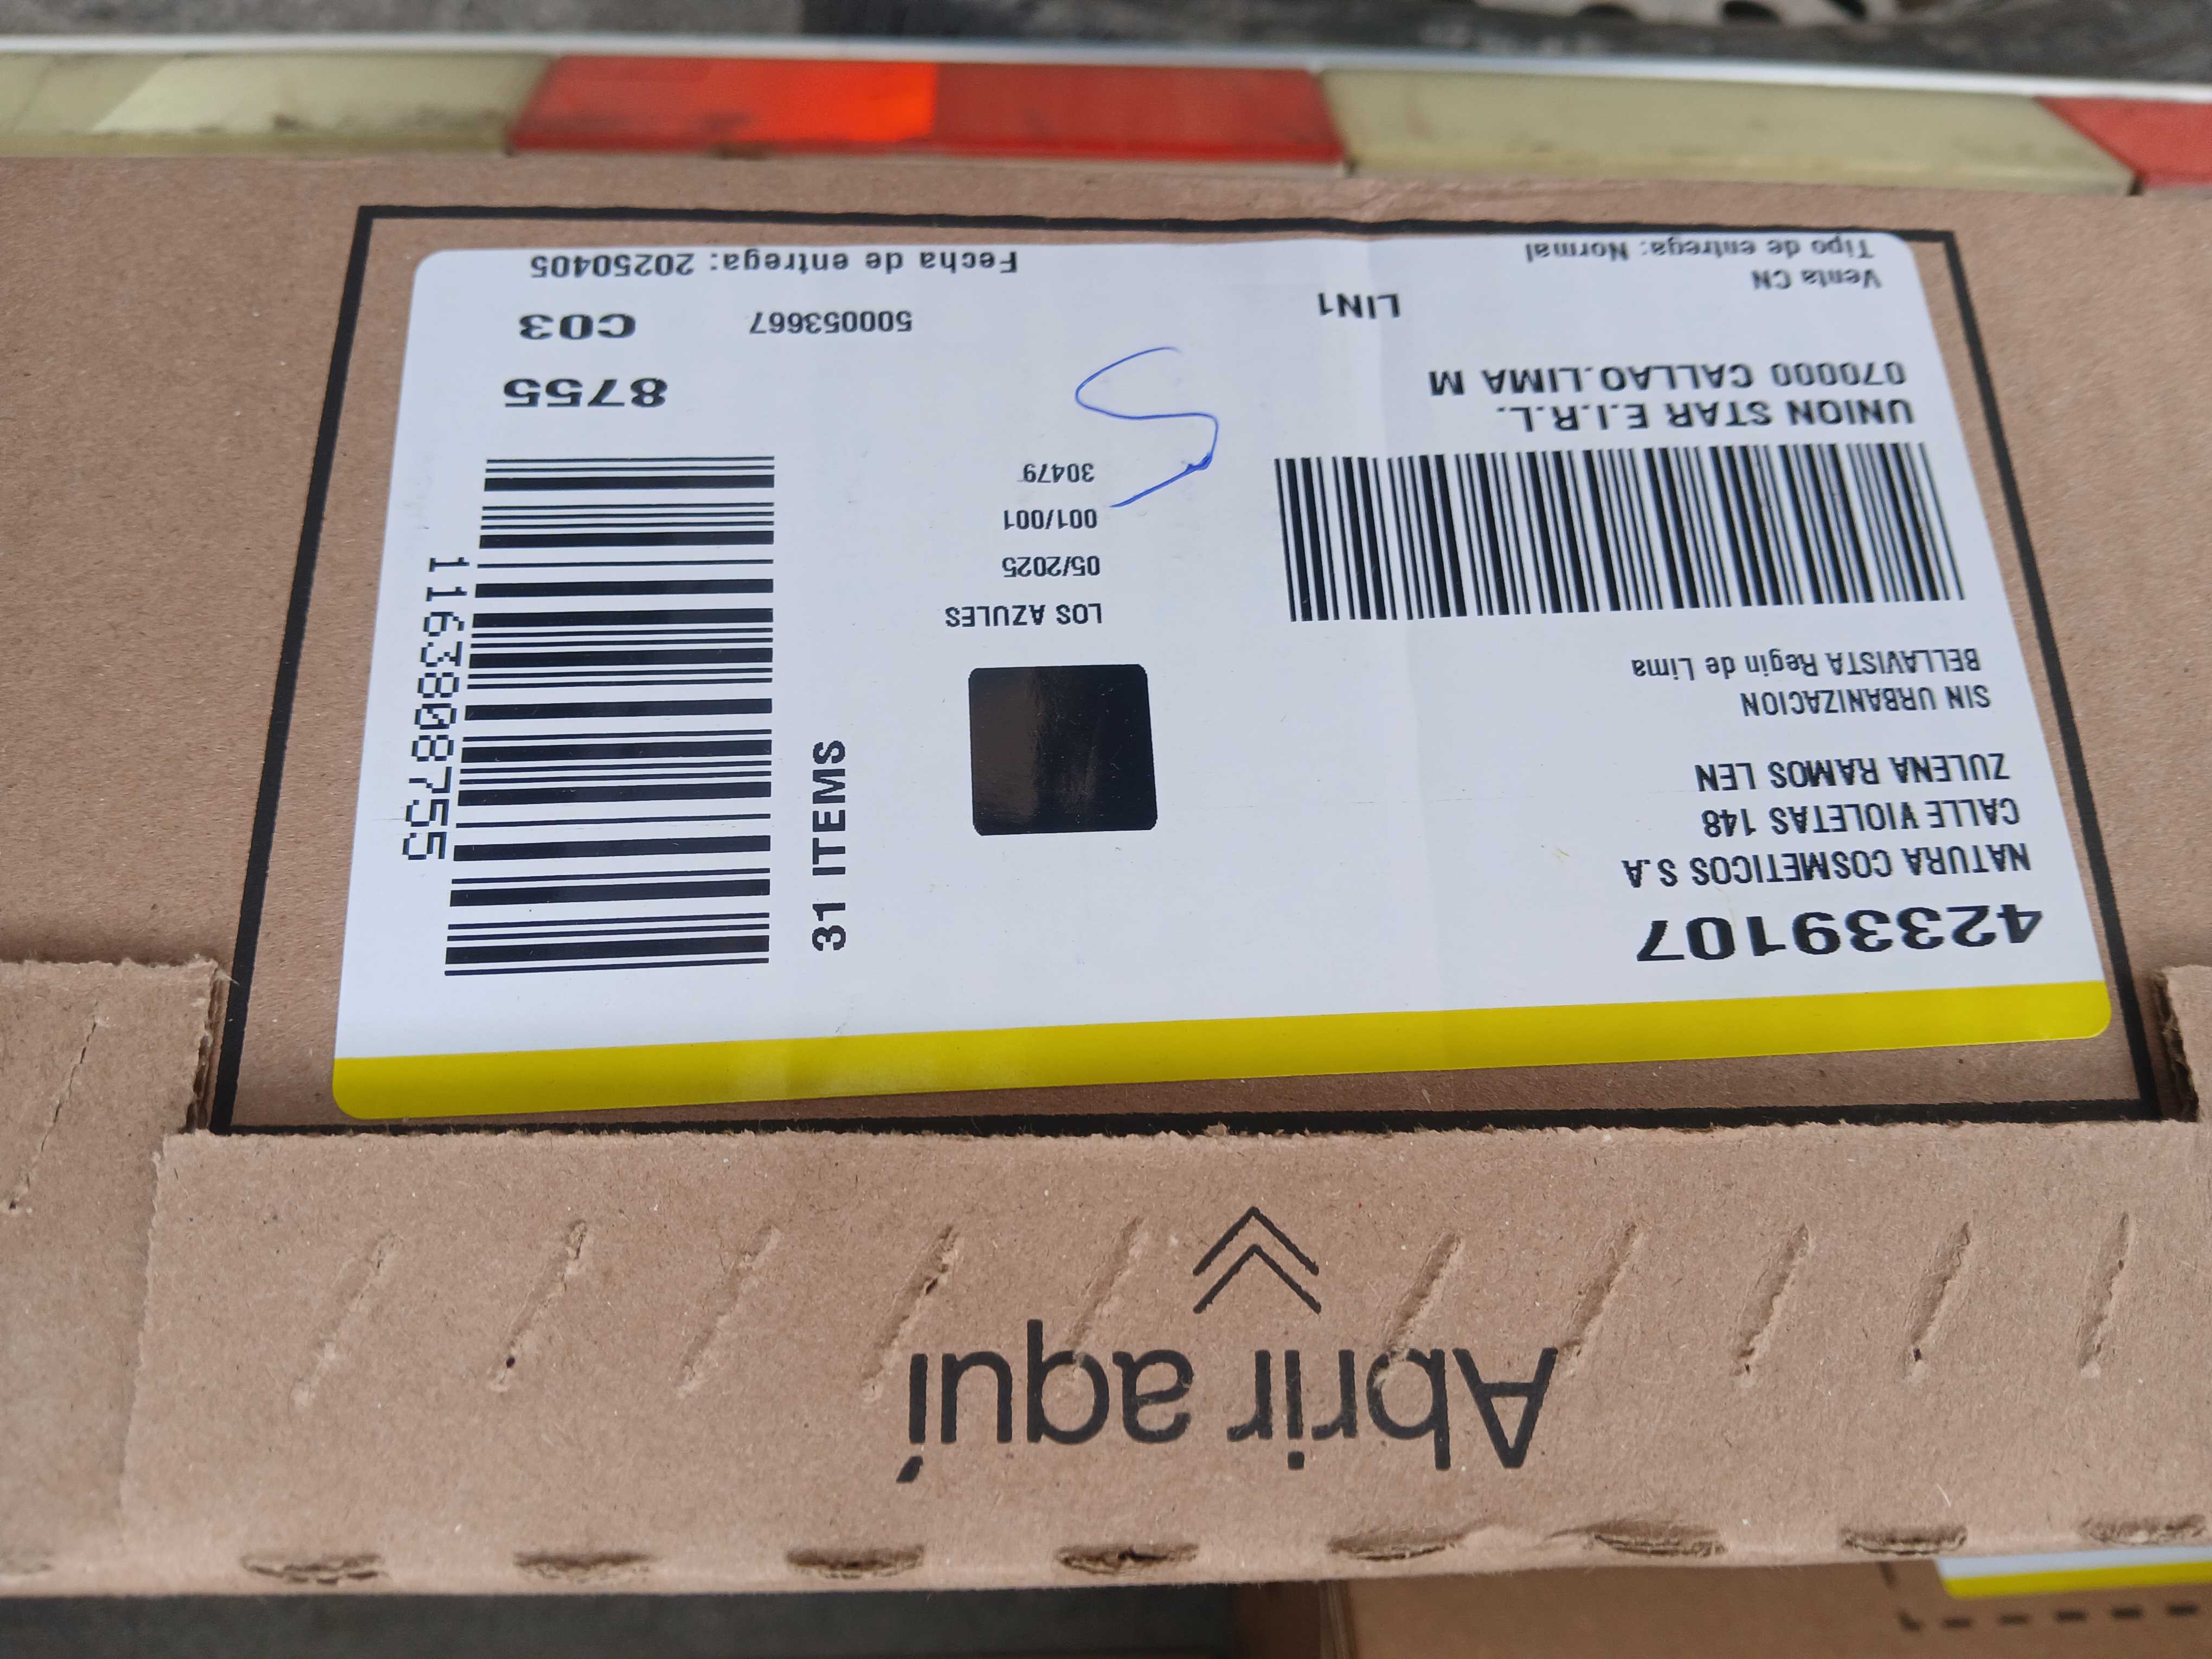 42339107
NATURA COSMETICOS S.A
CALLE VIOLETAS 148
ZULENA RAMOS LEN
SIN URBANIZACION
BELLAVISTA Regin de Lima
UNION STAR E.I.R.L.
070000 CALLAO.LIMA M
LIN1
Venta CN
Tipo de entrega: Normal
LOS AZULES
05/2025
001/001
30479
S
31 ITEMS
1163808755
8755
500053667
C03
Fecha de entrega: 20250405
Abrir aquí